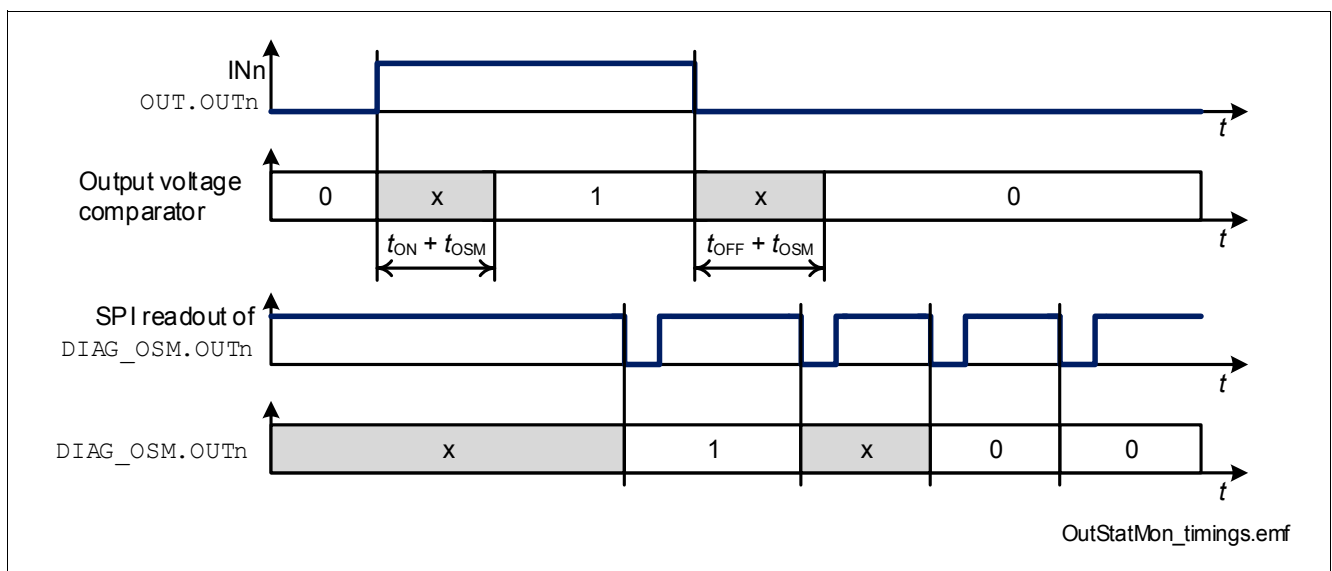 INn
OUT.OUTn
t
Output voltage
comparator
0 x 1 x 0
t
tON + tOSM tOFF + tOSM
SPI readout of
DIAG_OSM.OUTn
t
DIAG_OSM.OUTn
x 1 x 0 0
t
OutStatMon_timings.emf